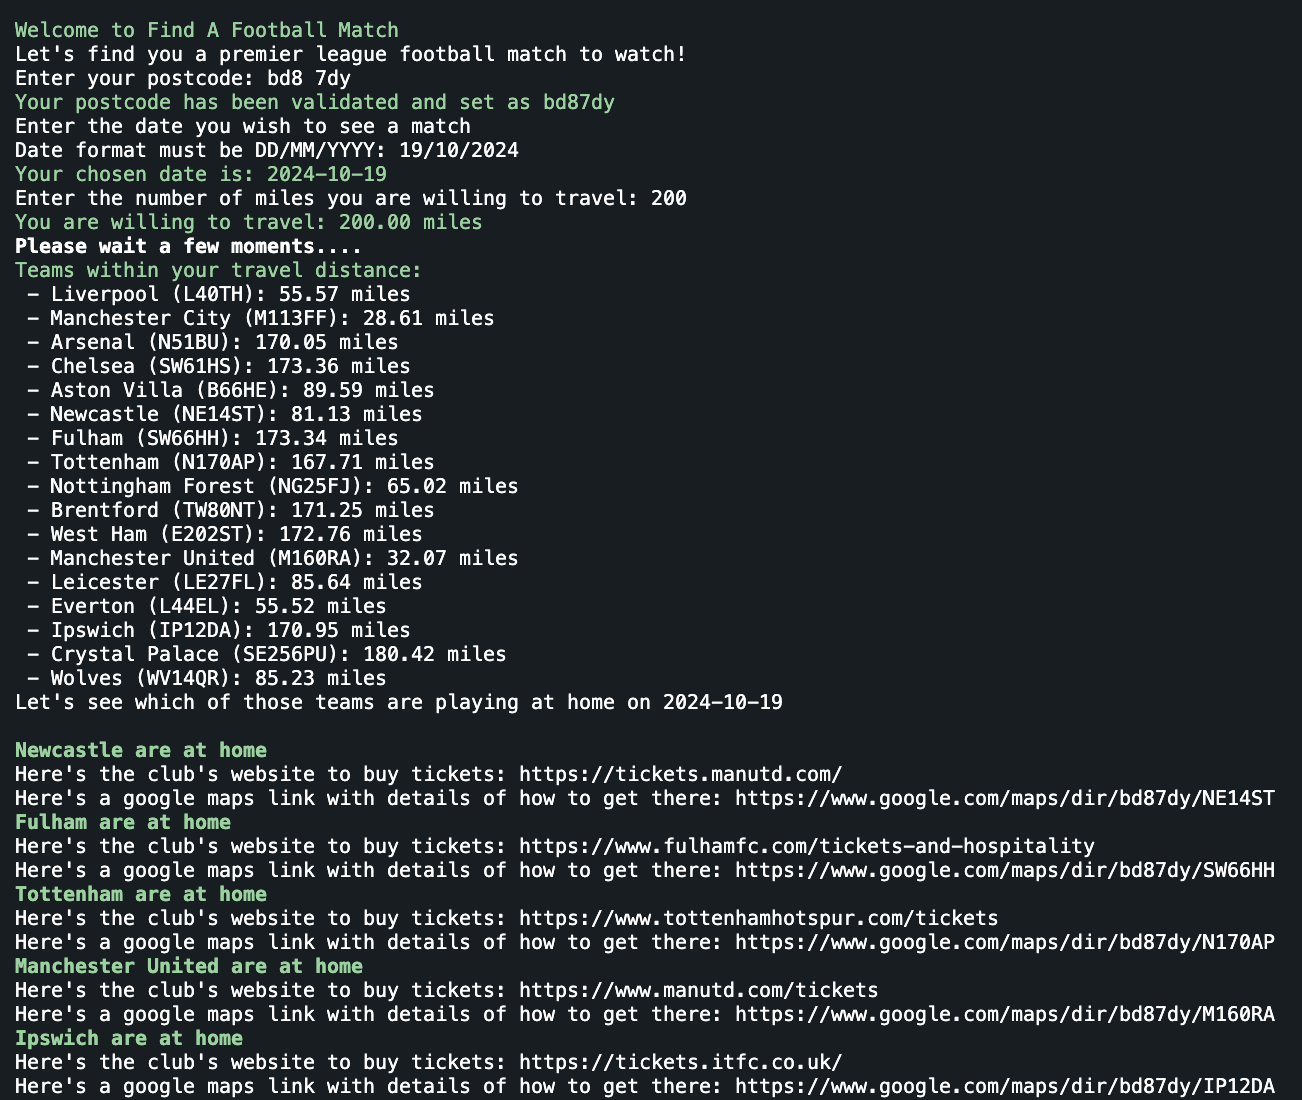 Welcome to Find A Football Match
Let's find you a premier league football match to watch!
Enter your postcode: bd8 7dy
Your postcode has been validated and set as bd87dy
Enter the date you wish to see a match
Date format must be DD/MM/YYYY: 19/10/2024
Your chosen date is: 2024-10-19
Enter the number of miles you are willing to travel: 200
You are willing to travel: 200.00 miles
Please wait a few moments....
Teams within your travel distance:
– Liverpool (L40TH): 55.57 miles
– Manchester City (M113FF): 28.61 miles
– Arsenal (N51BU): 170.05 miles
– Chelsea (SW61HS): 173.36 miles
– Aston Villa (B66HE): 89.59 miles
– Newcastle (NE14ST): 81.13 miles
– Fulham (SW66HH): 173.34 miles
– Tottenham (N170AP): 167.71 miles
– Nottingham Forest (NG25FJ): 65.02 miles
– Brentford (TW80NT): 171.25 miles
– West Ham (E202ST): 172.76 miles
– Manchester United (M160RA): 32.07 miles
– Leicester (LE27FL): 85.64 miles
– Everton (L44EL): 55.52 miles
– Ipswich (IP12DA): 170.95 miles
– Crystal Palace (SE256PU): 180.42 miles
– Wolves (WV14QR): 85.23 miles
Let's see which of those teams are playing at home on 2024-10-19
Newcastle are at home
Here's the club's website to buy tickets: https://tickets.manutd.com/
Here's a google maps link with details of how to get there: https://www.google.com/maps/dir/bd87dy/NE14ST
Fulham are at home
Here's the club's website to buy tickets: https://www.fulhamfc.com/tickets-and-hospitality
Here's a google maps link with details of how to get there: https://www.google.com/maps/dir/bd87dy/SW66HH
Tottenham are at home
Here's the club's website to buy tickets: https://www.tottenhamhotspur.com/tickets
Here's a google maps link with details of how to get there: https://www.google.com/maps/dir/bd87dy/N170AP
Manchester United are at home
Here's the club's website to buy tickets: https://www.manutd.com/tickets
Here's a google maps link with details of how to get there: https://www.google.com/maps/dir/bd87dy/M160RA
Ipswich are at home
Here's the club's website to buy tickets: https://tickets.itfc.co.uk/
Here's a google maps link with details of how to get there: https://www.google.com/maps/dir/bd87dy/IP12DA